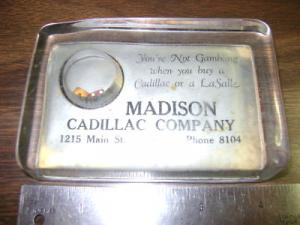 You're Not Gambling
when you buy a
Cadillac or a LaSalle
MADISON
CADILLAC COMPANY
1215 Main St. Phone 8104